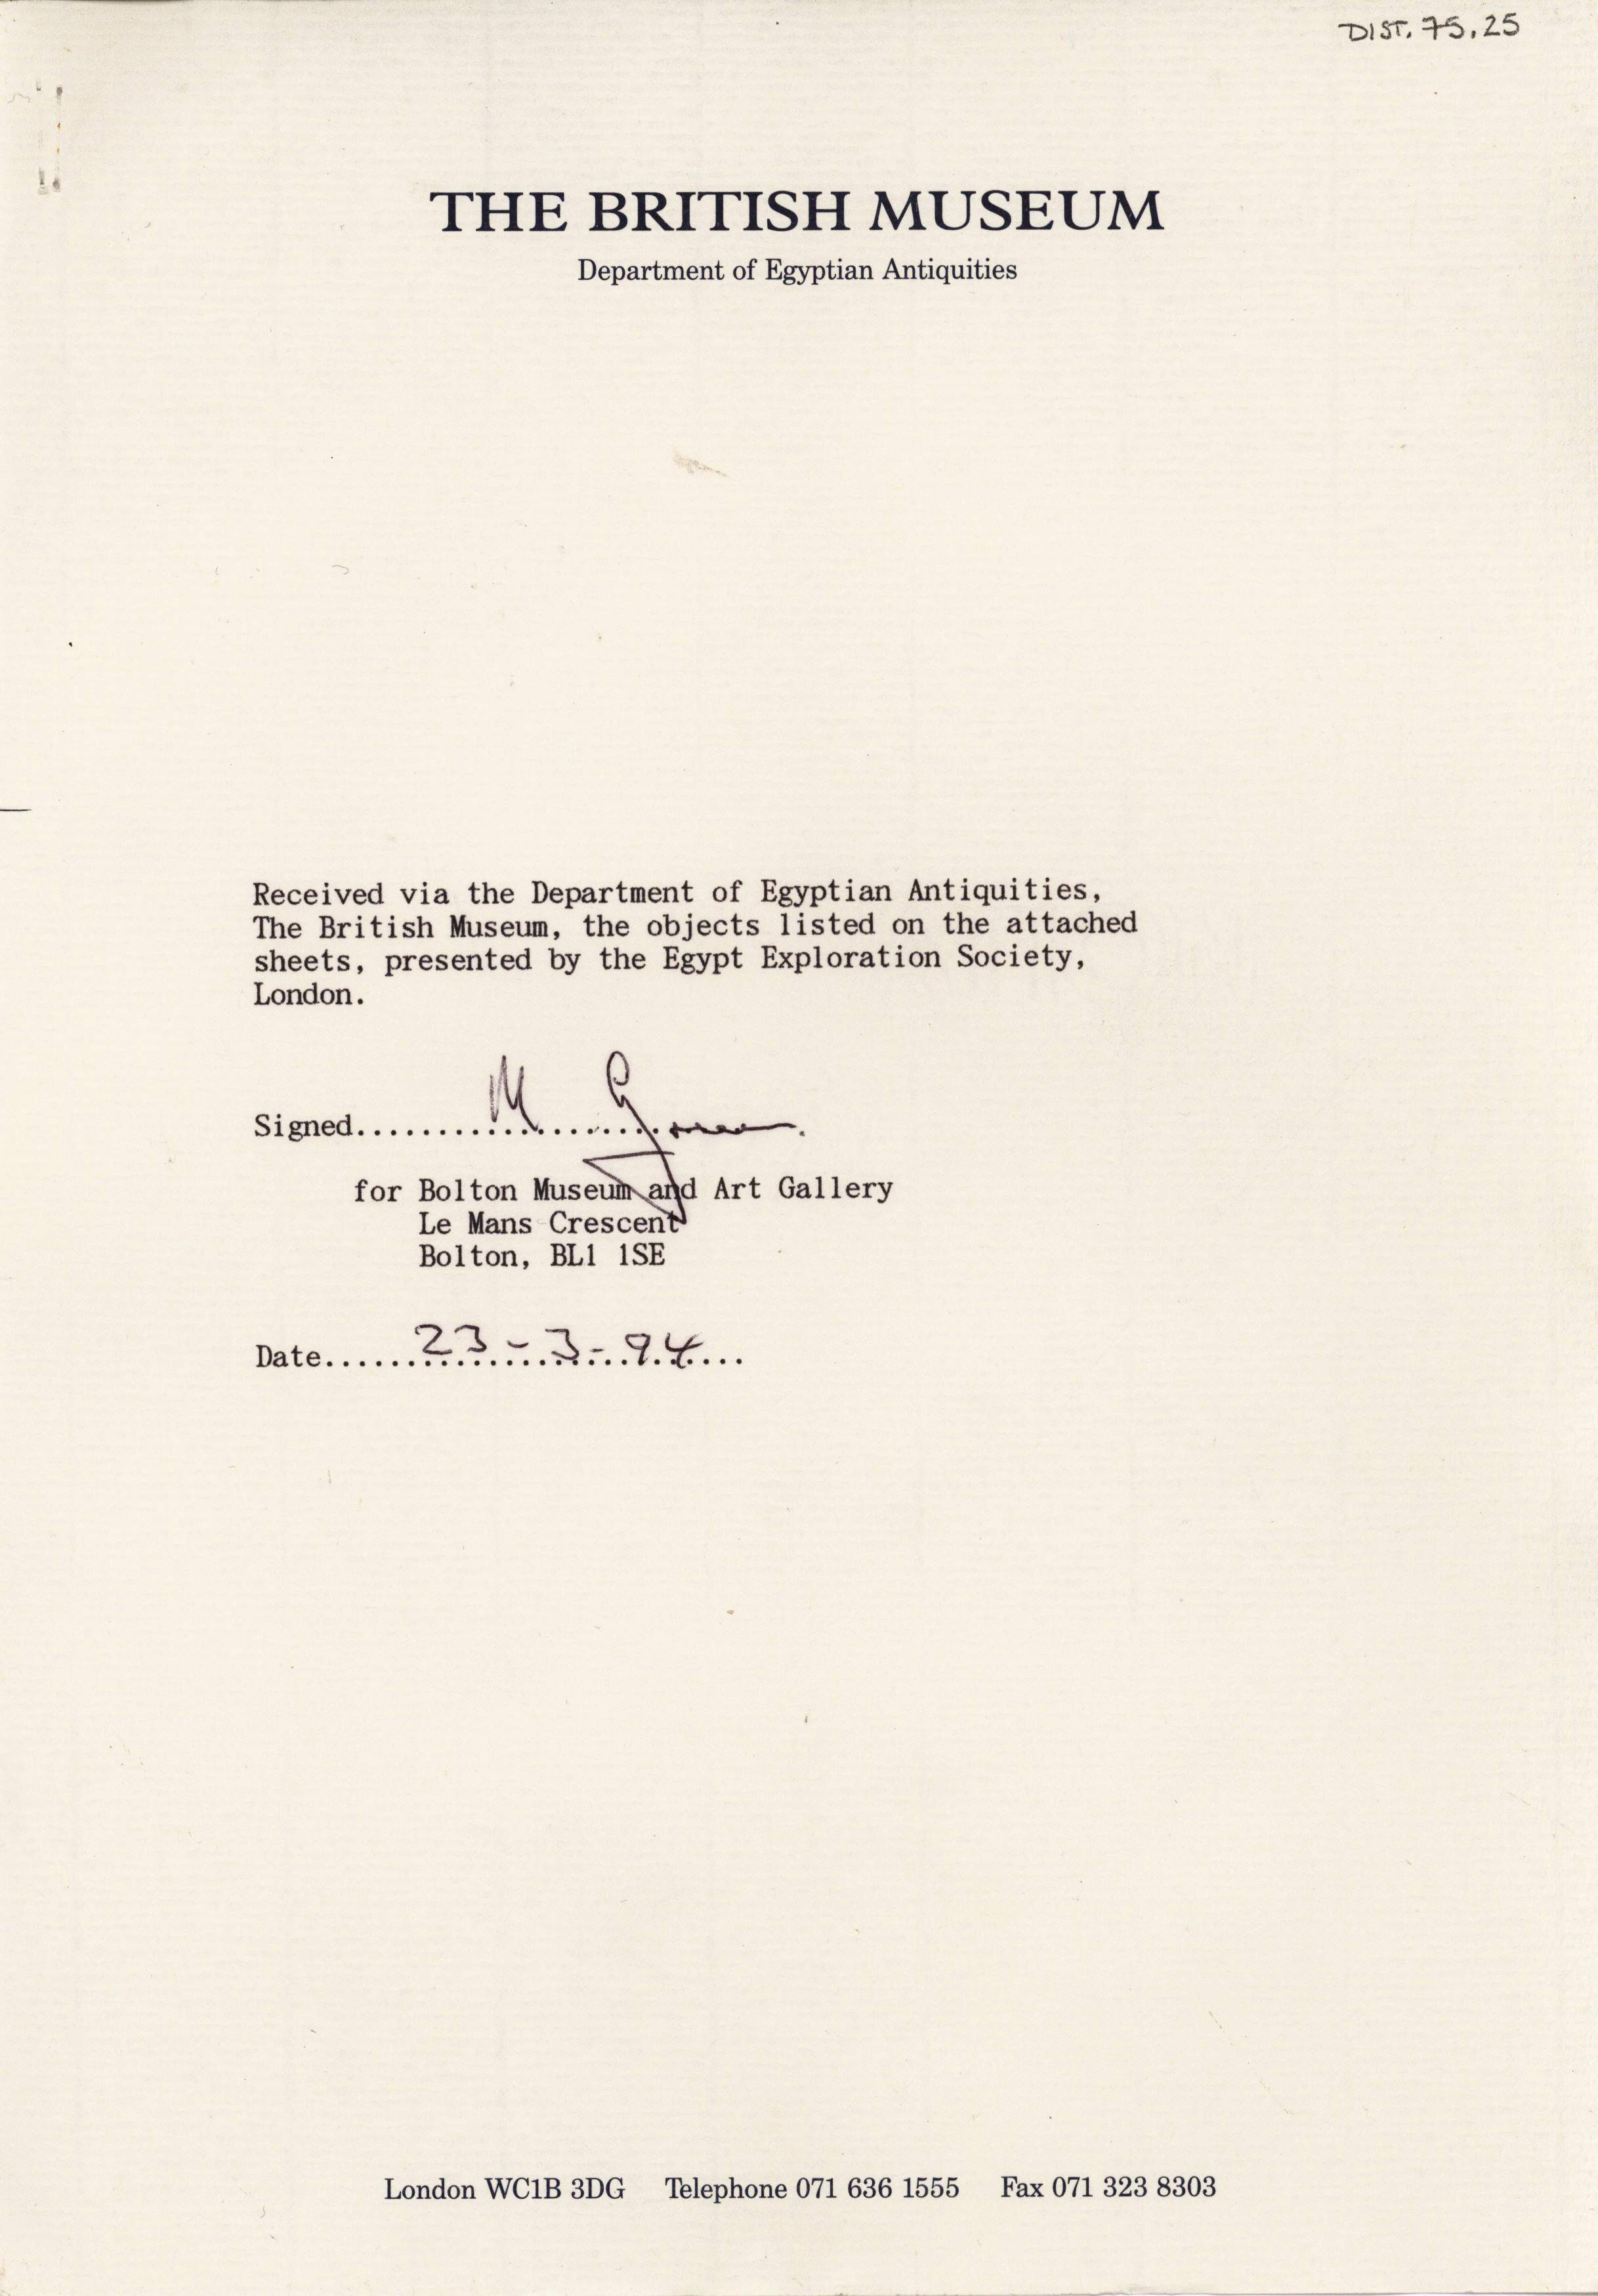 DIST. 75.25
THE BRITISH MUSEUM
Department of Egyptian Antiquities
Received via the Department of Egyptian Antiquities,
The British Museum, the objects listed on the attached
sheets, presented by the Egypt Exploration Society,
London.
Signed..............................
for Bolton Museum and Art Gallery
Le Mans Crescent
Bolton, BL1 1SE
Date......23-3-94......
London WC1B 3DG Telephone 071 636 1555 Fax 071 323 8303